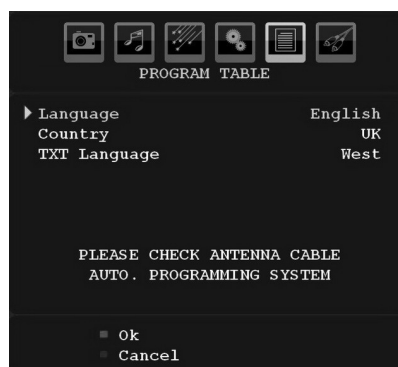 PROGRAM TABLE
Language English
Country UK
TXT Language West
PLEASE CHECK ANTENNA CABLE
AUTO. PROGRAMMING SYSTEM
Ok
Cancel